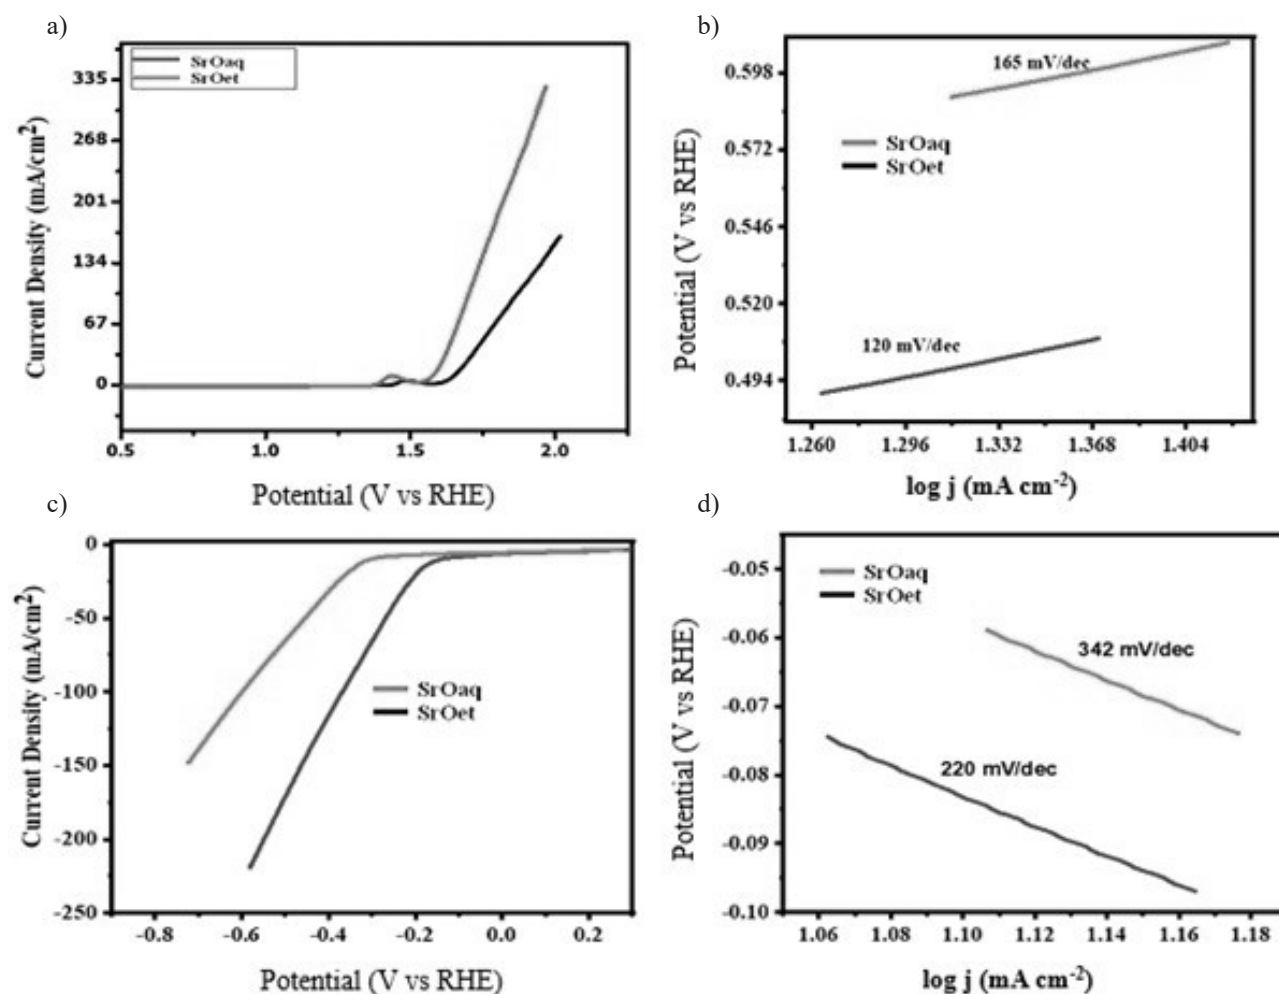 a)
SrOaq
SrOet
335
268
201
134
67
0
0.5 1.0 1.5 2.0
Current Density (mA/cm²)
Potential (V vs RHE)
b)
165 mV/dec
SrOaq
SrOet
120 mV/dec
0.598
0.572
0.546
0.520
0.494
1.260 1.296 1.332 1.368 1.404
Potential (V vs RHE)
log j (mA cm⁻²)
c)
0
-50
-100
-150
-200
-250
SrOaq
SrOet
-0.8 -0.6 -0.4 -0.2 0.0 0.2
Current Density (mA/cm²)
Potential (V vs RHE)
d)
SrOaq
SrOet
342 mV/dec
220 mV/dec
-0.05
-0.06
-0.07
-0.08
-0.09
-0.10
1.06 1.08 1.10 1.12 1.14 1.16 1.18
Potential (V vs RHE)
log j (mA cm⁻²)